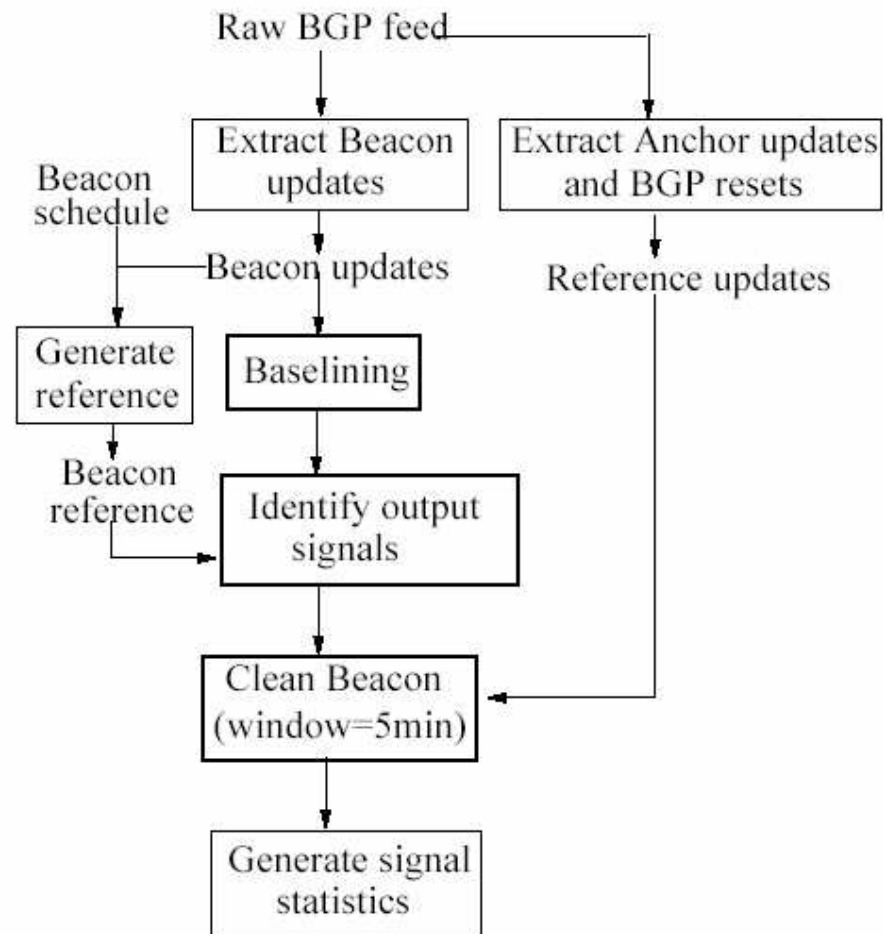 Raw BGP feed
Extract Beacon
updates
Extract Anchor updates
and BGP resets
Beacon
schedule
Beacon updates
Reference updates
Generate
reference
Baselining
Beacon
reference
Identify output
signals
Clean Beacon
(window=5min)
Generate signal
statistics